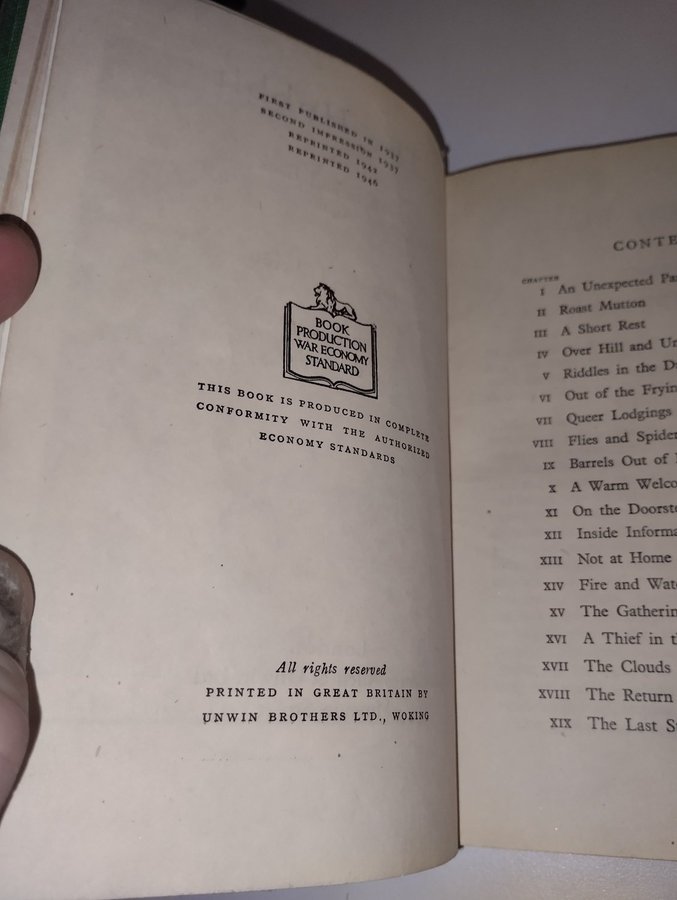 FIRST PUBLISHED IN 1937
SECOND IMPRESSION 1937
REPRINTED 1942
REPRINTED 1946
BOOK
PRODUCTION
WAR ECONOMY
STANDARD
THIS BOOK IS PRODUCED IN COMPLETE
CONFORMITY WITH THE AUTHORIZED
ECONOMY STANDARDS
All rights reserved
PRINTED IN GREAT BRITAIN BY
UNWIN BROTHERS LTD., WOKING
CONTE
CHAPTER
I An Unexpected Pa
II Roast Mutton
III A Short Rest
IV Over Hill and Un
V Riddles in the D
VI Out of the Fryin
VII Queer Lodgings
VIII Flies and Spider
IX Barrels Out of
X A Warm Welco
XI On the Doorste
XII Inside Informa
XIII Not at Home
XIV Fire and Wat
XV The Gatherin
XVI A Thief in t
XVII The Clouds
XVIII The Return
XIX The Last S